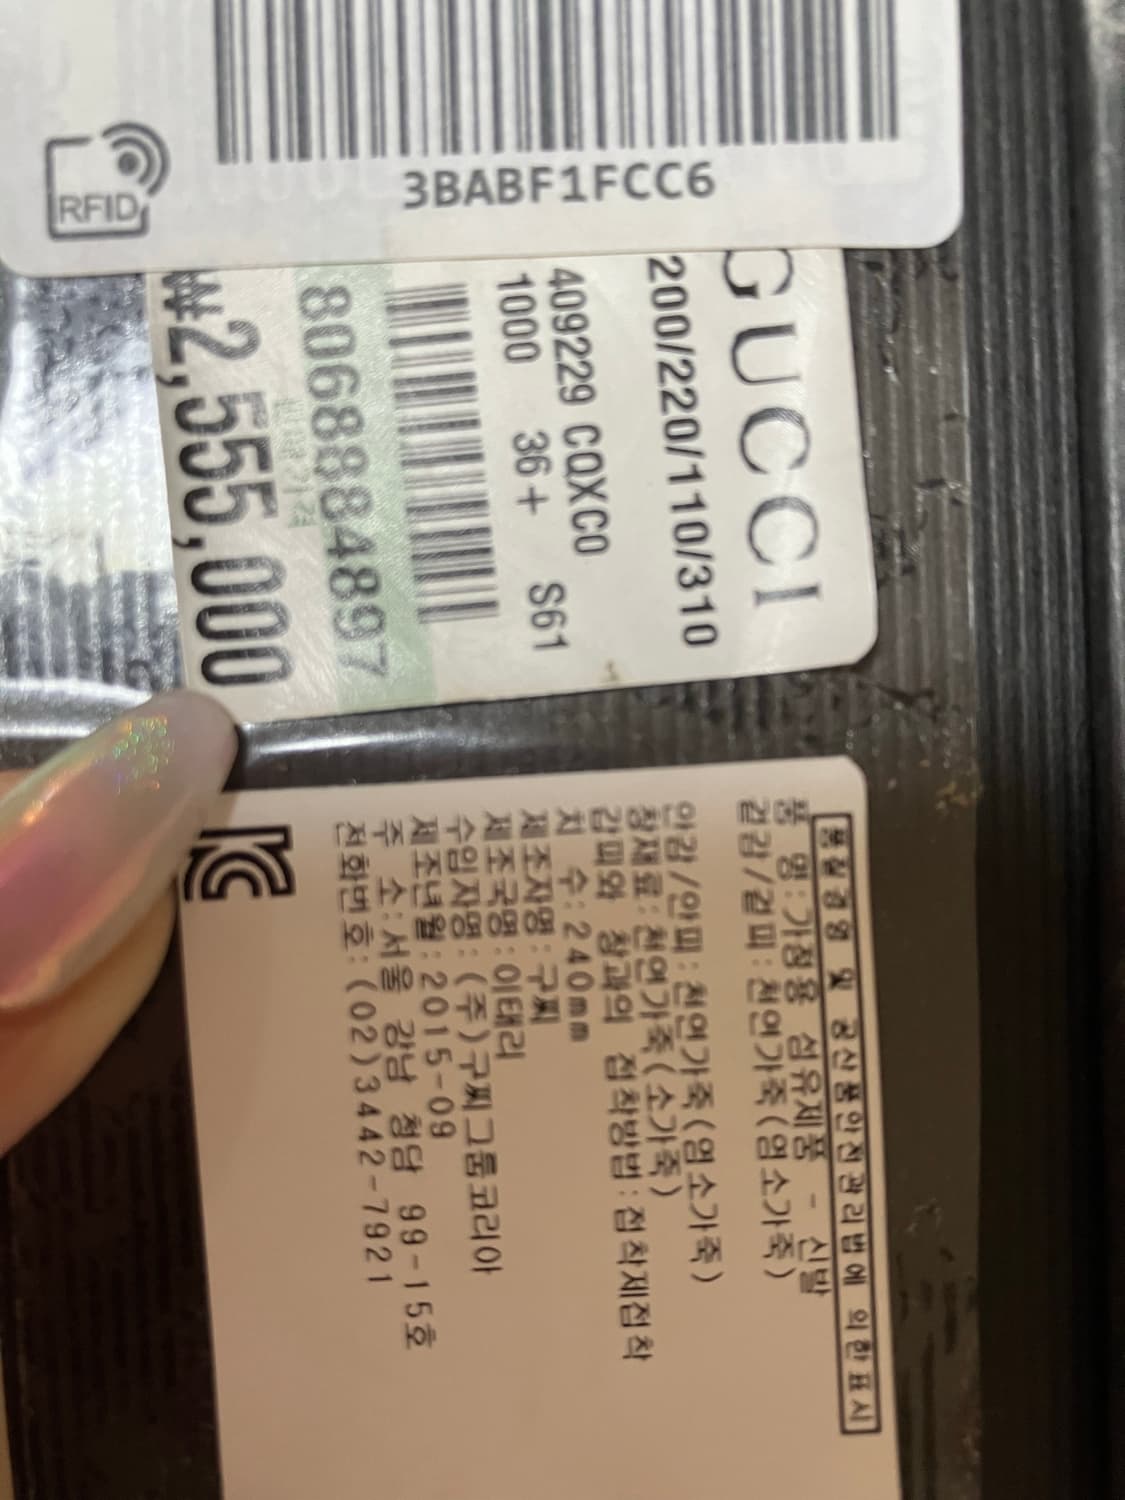 RFID
3BABF1FCC6
GUCCI
200/220/110/310
409229 CQXC0
1000 36+ S61
8068884897
₩2,555,000
품질경영 및 공산품안전관리법에 의한 표시
품 명:가정용 섬유제품 - 신발
겉감/겉피:천연가죽(염소가죽)
안감/안피:천연가죽(염소가죽)
창재료:천연가죽(소가죽)
갑피와 창과의 접착방법:접착제접착
치 수:240mm
제조자명:구찌
제조국명:이태리
수입자명:(주)구찌그룹코리아
제조년월:2015-09
주 소:서울 강남 청담 99-15호
전화번호:(02)3442-7921